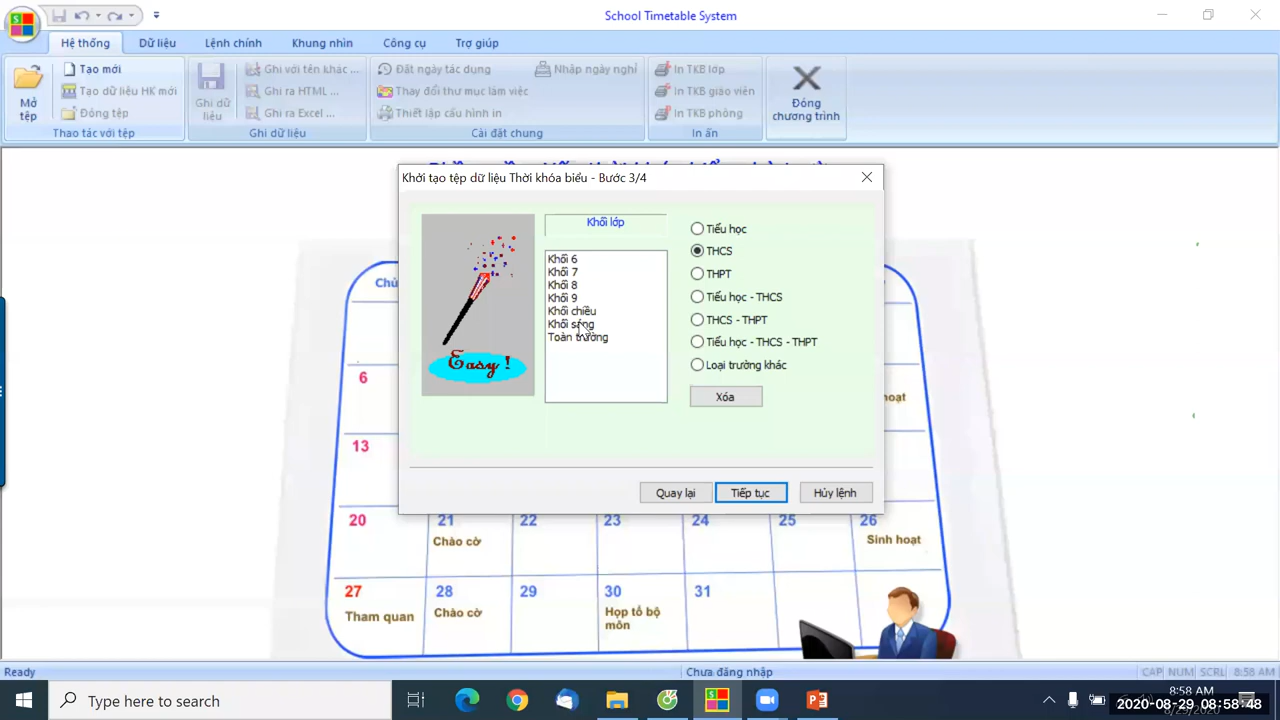 School Timetable System
Hệ thống
Dữ liệu
Lệnh chính
Khung nhìn
Công cụ
Trợ giúp
Mở tệp
Tạo mới
Tạo dữ liệu HK mới
Đóng tệp
Thao tác với tệp
Ghi dữ liệu
Ghi với tên khác ...
Ghi ra HTML ...
Ghi ra Excel ...
Ghi dữ liệu
Đặt ngày tác dụng
Thay đổi thư mục làm việc
Thiết lập cấu hình in
Nhập ngày nghỉ
Cài đặt chung
In TKB lớp
In TKB giáo viên
In TKB phòng
In ấn
Đóng
chương trình
Khởi tạo tệp dữ liệu Thời khóa biểu - Bước 3/4
Easy !
Khối lớp
Khối 6
Khối 7
Khối 8
Khối 9
Khối chiều
Khối sáng
Toàn trường
Tiểu học
THCS
THPT
Tiểu học - THCS
THCS - THPT
Tiểu học - THCS - THPT
Loại trường khác
Xóa
Quay lại
Tiếp tục
Hủy lệnh
6
13
20
21
Chào cờ
22
23
24
25
26
Sinh hoạt
27
Tham quan
28
Chào cờ
29
30
Họp tổ bộ
môn
31
Ready
Chưa đăng nhập
CAP NUM SCRL 8:58 AM
Type here to search
8:58 AM
2020-08-29 08:58:48